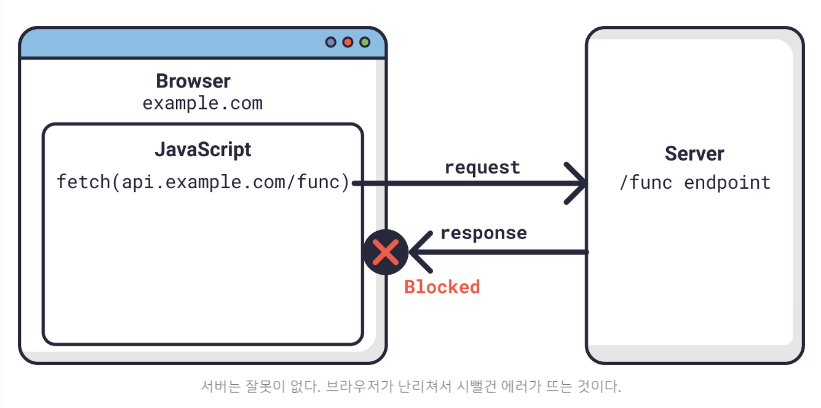 Browser
example.com
JavaScript
fetch(api.example.com/func)
request
response
Blocked
Server
/func endpoint
서버는 잘못이 없다. 브라우저가 난리쳐서 시뻘건 에러가 뜨는 것이다.